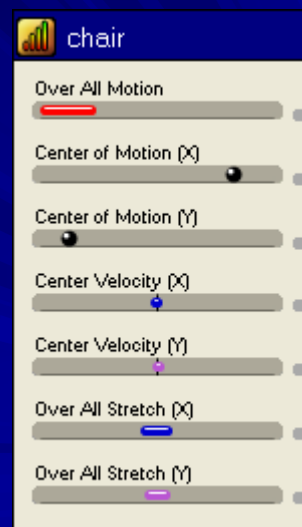 chair
Over All Motion
Center of Motion (X)
Center of Motion (Y)
Center Velocity (X)
Center Velocity (Y)
Over All Stretch (X)
Over All Stretch (Y)